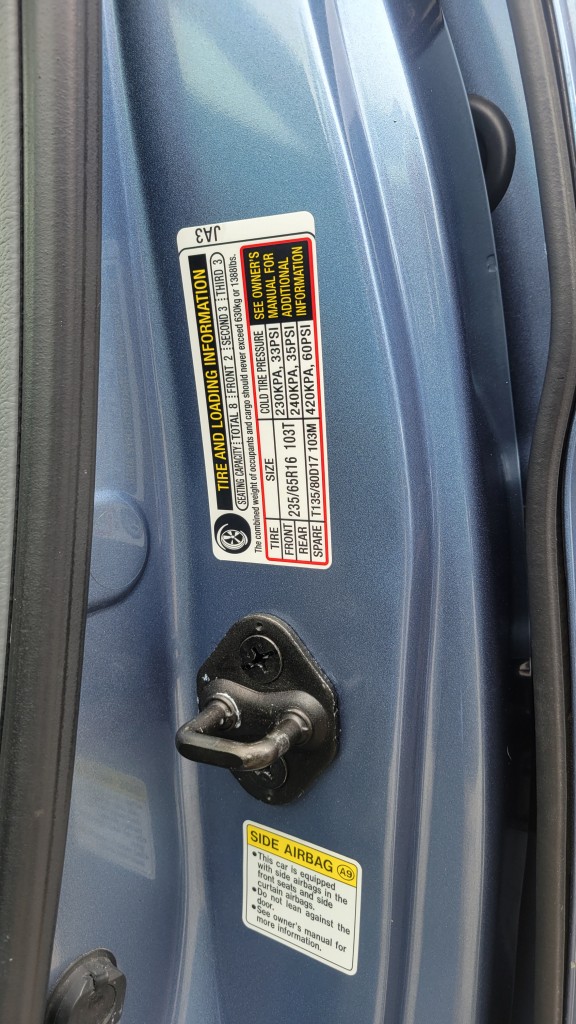 JA3
TIRE AND LOADING INFORMATION
SEATING CAPACITY TOTAL 8 FRONT 2 SECOND 3 THIRD 3
The combined weight of occupants and cargo should never exceed 630kg or 1388lbs.
TIRE SIZE COLD TIRE PRESSURE
FRONT 235/65R16 103T 230KPA, 33PSI
REAR 240KPA, 35PSI
SPARE T135/80D17 103M 420KPA, 60PSI
SEE OWNER'S
MANUAL FOR
ADDITIONAL
INFORMATION
SIDE AIRBAG A9
•This car is equipped
with side airbags in the
front seats and side
curtain airbags.
•Do not lean against the
door.
•See owner's manual for
more information.